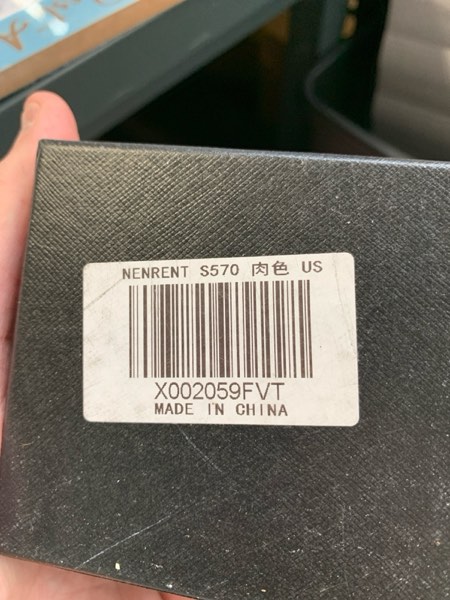 NENRENT S570 肉色 US
X002059FVT
MADE IN CHINA